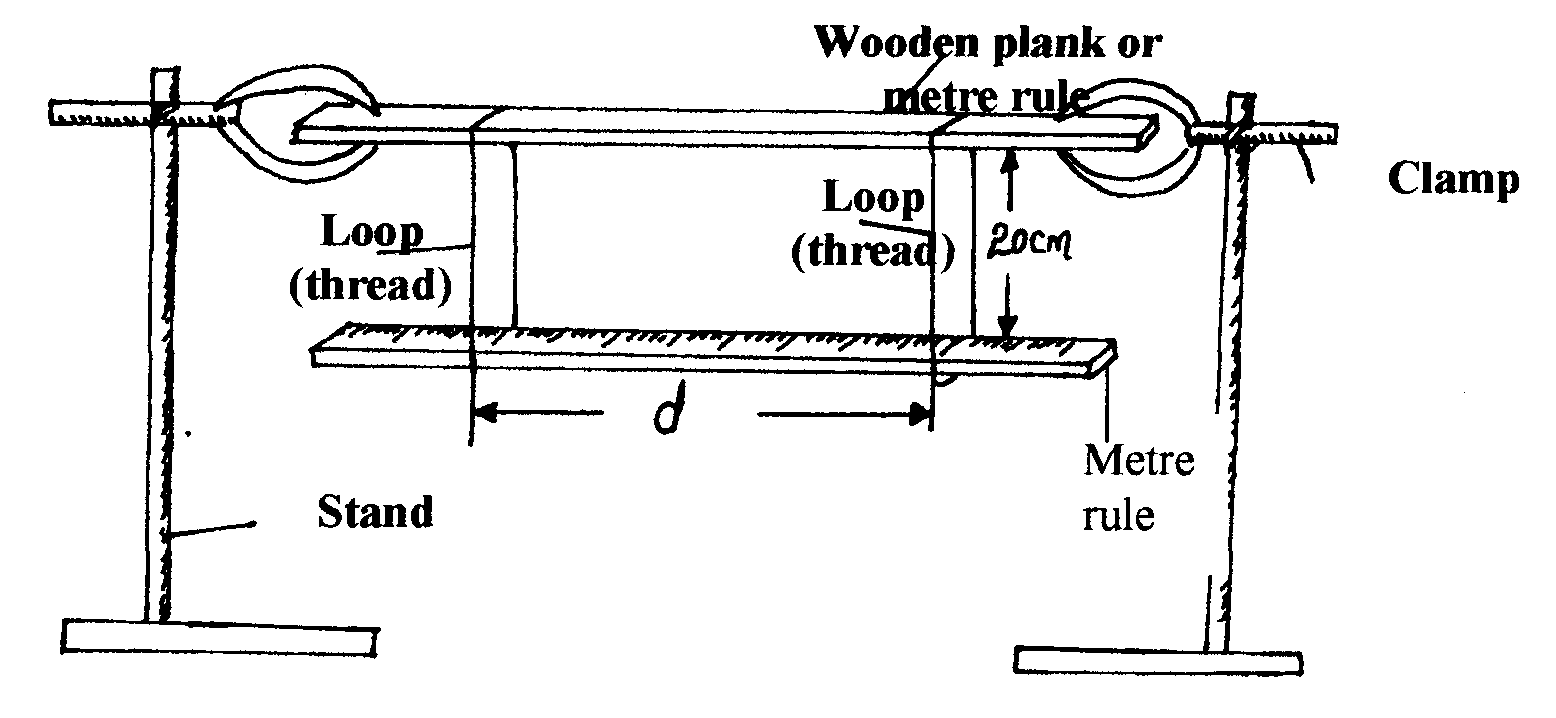 Wooden plank or
metre rule
Clamp
Loop
(thread)
Loop
(thread)
20cm
d
Metre
rule
Stand